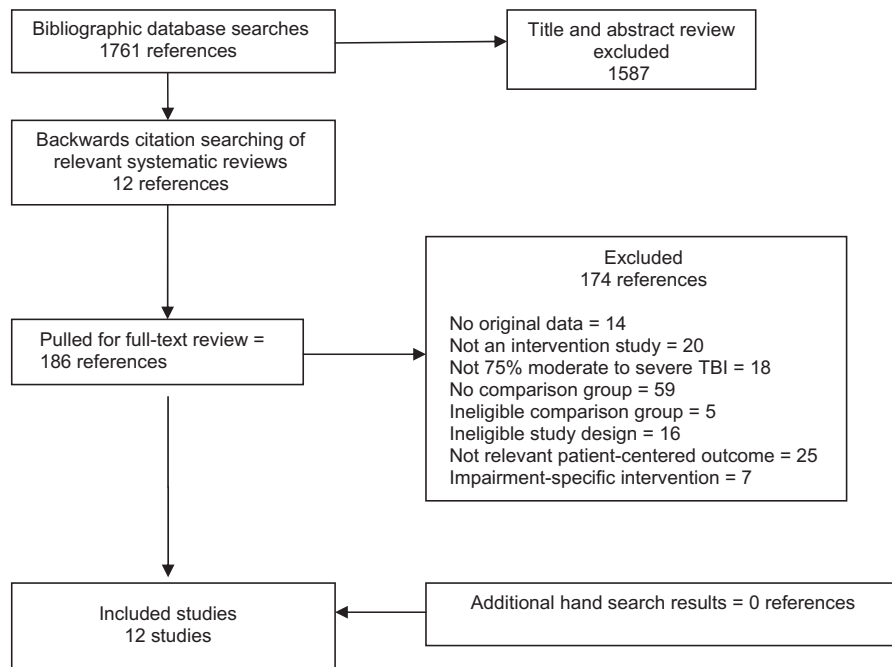 Bibliographic database searches
1761 references
Title and abstract review
excluded
1587
Backwards citation searching of
relevant systematic reviews
12 references
Excluded
174 references
No original data = 14
Not an intervention study = 20
Not 75% moderate to severe TBI = 18
No comparison group = 59
Ineligible comparison group = 5
Ineligible study design = 16
Not relevant patient-centered outcome = 25
Impairment-specific intervention = 7
Pulled for full-text review =
186 references
Included studies
12 studies
Additional hand search results = 0 references